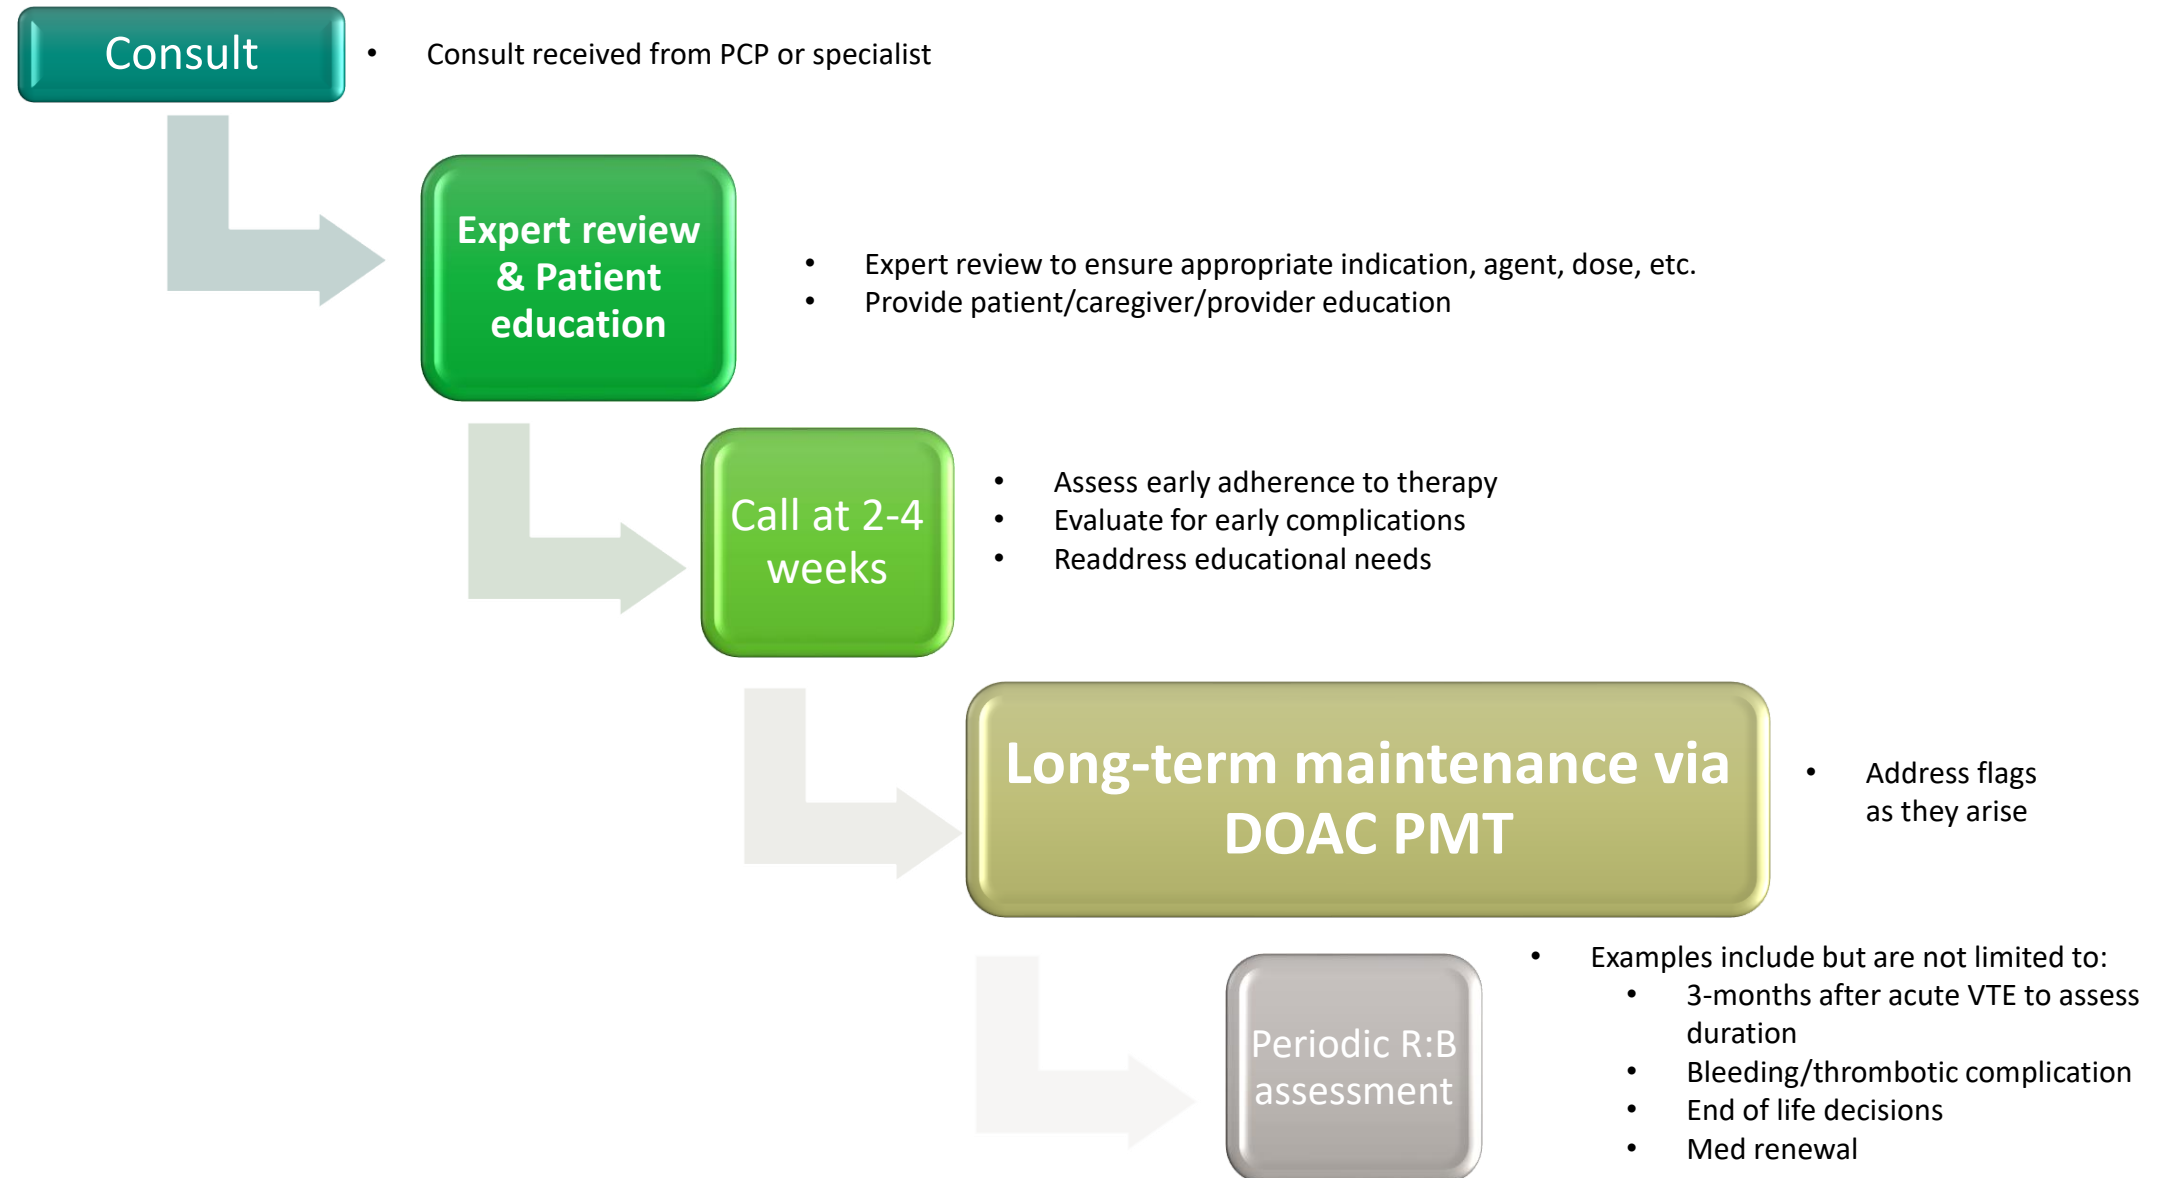 Consult
• Consult received from PCP or specialist
Expert review
& Patient
education
• Expert review to ensure appropriate indication, agent, dose, etc.
• Provide patient/caregiver/provider education
Call at 2-4
weeks
• Assess early adherence to therapy
• Evaluate for early complications
• Readdress educational needs
Long-term maintenance via
DOAC PMT
• Address flags
as they arise
Periodic R:B
assessment
• Examples include but are not limited to:
• 3-months after acute VTE to assess
duration
• Bleeding/thrombotic complication
• End of life decisions
• Med renewal